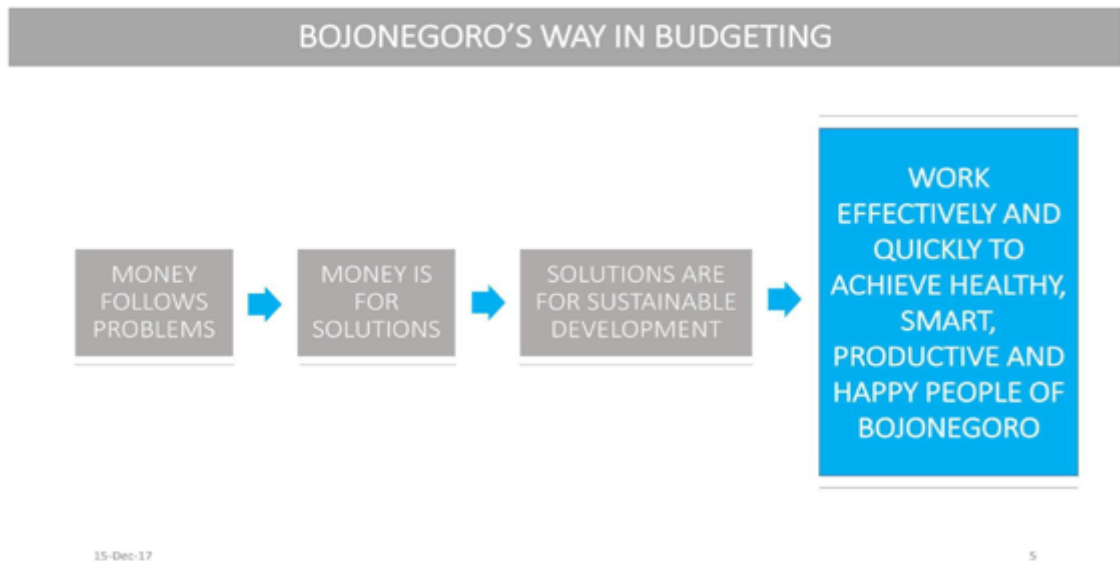 BOJONEGORO'S WAY IN BUDGETING
MONEY
FOLLOWS
PROBLEMS
MONEY IS
FOR
SOLUTIONS
SOLUTIONS ARE
FOR SUSTAINABLE
DEVELOPMENT
WORK
EFFECTIVELY AND
QUICKLY TO
ACHIEVE HEALTHY,
SMART,
PRODUCTIVE AND
HAPPY PEOPLE OF
BOJONEGORO
15-Dec-17
5